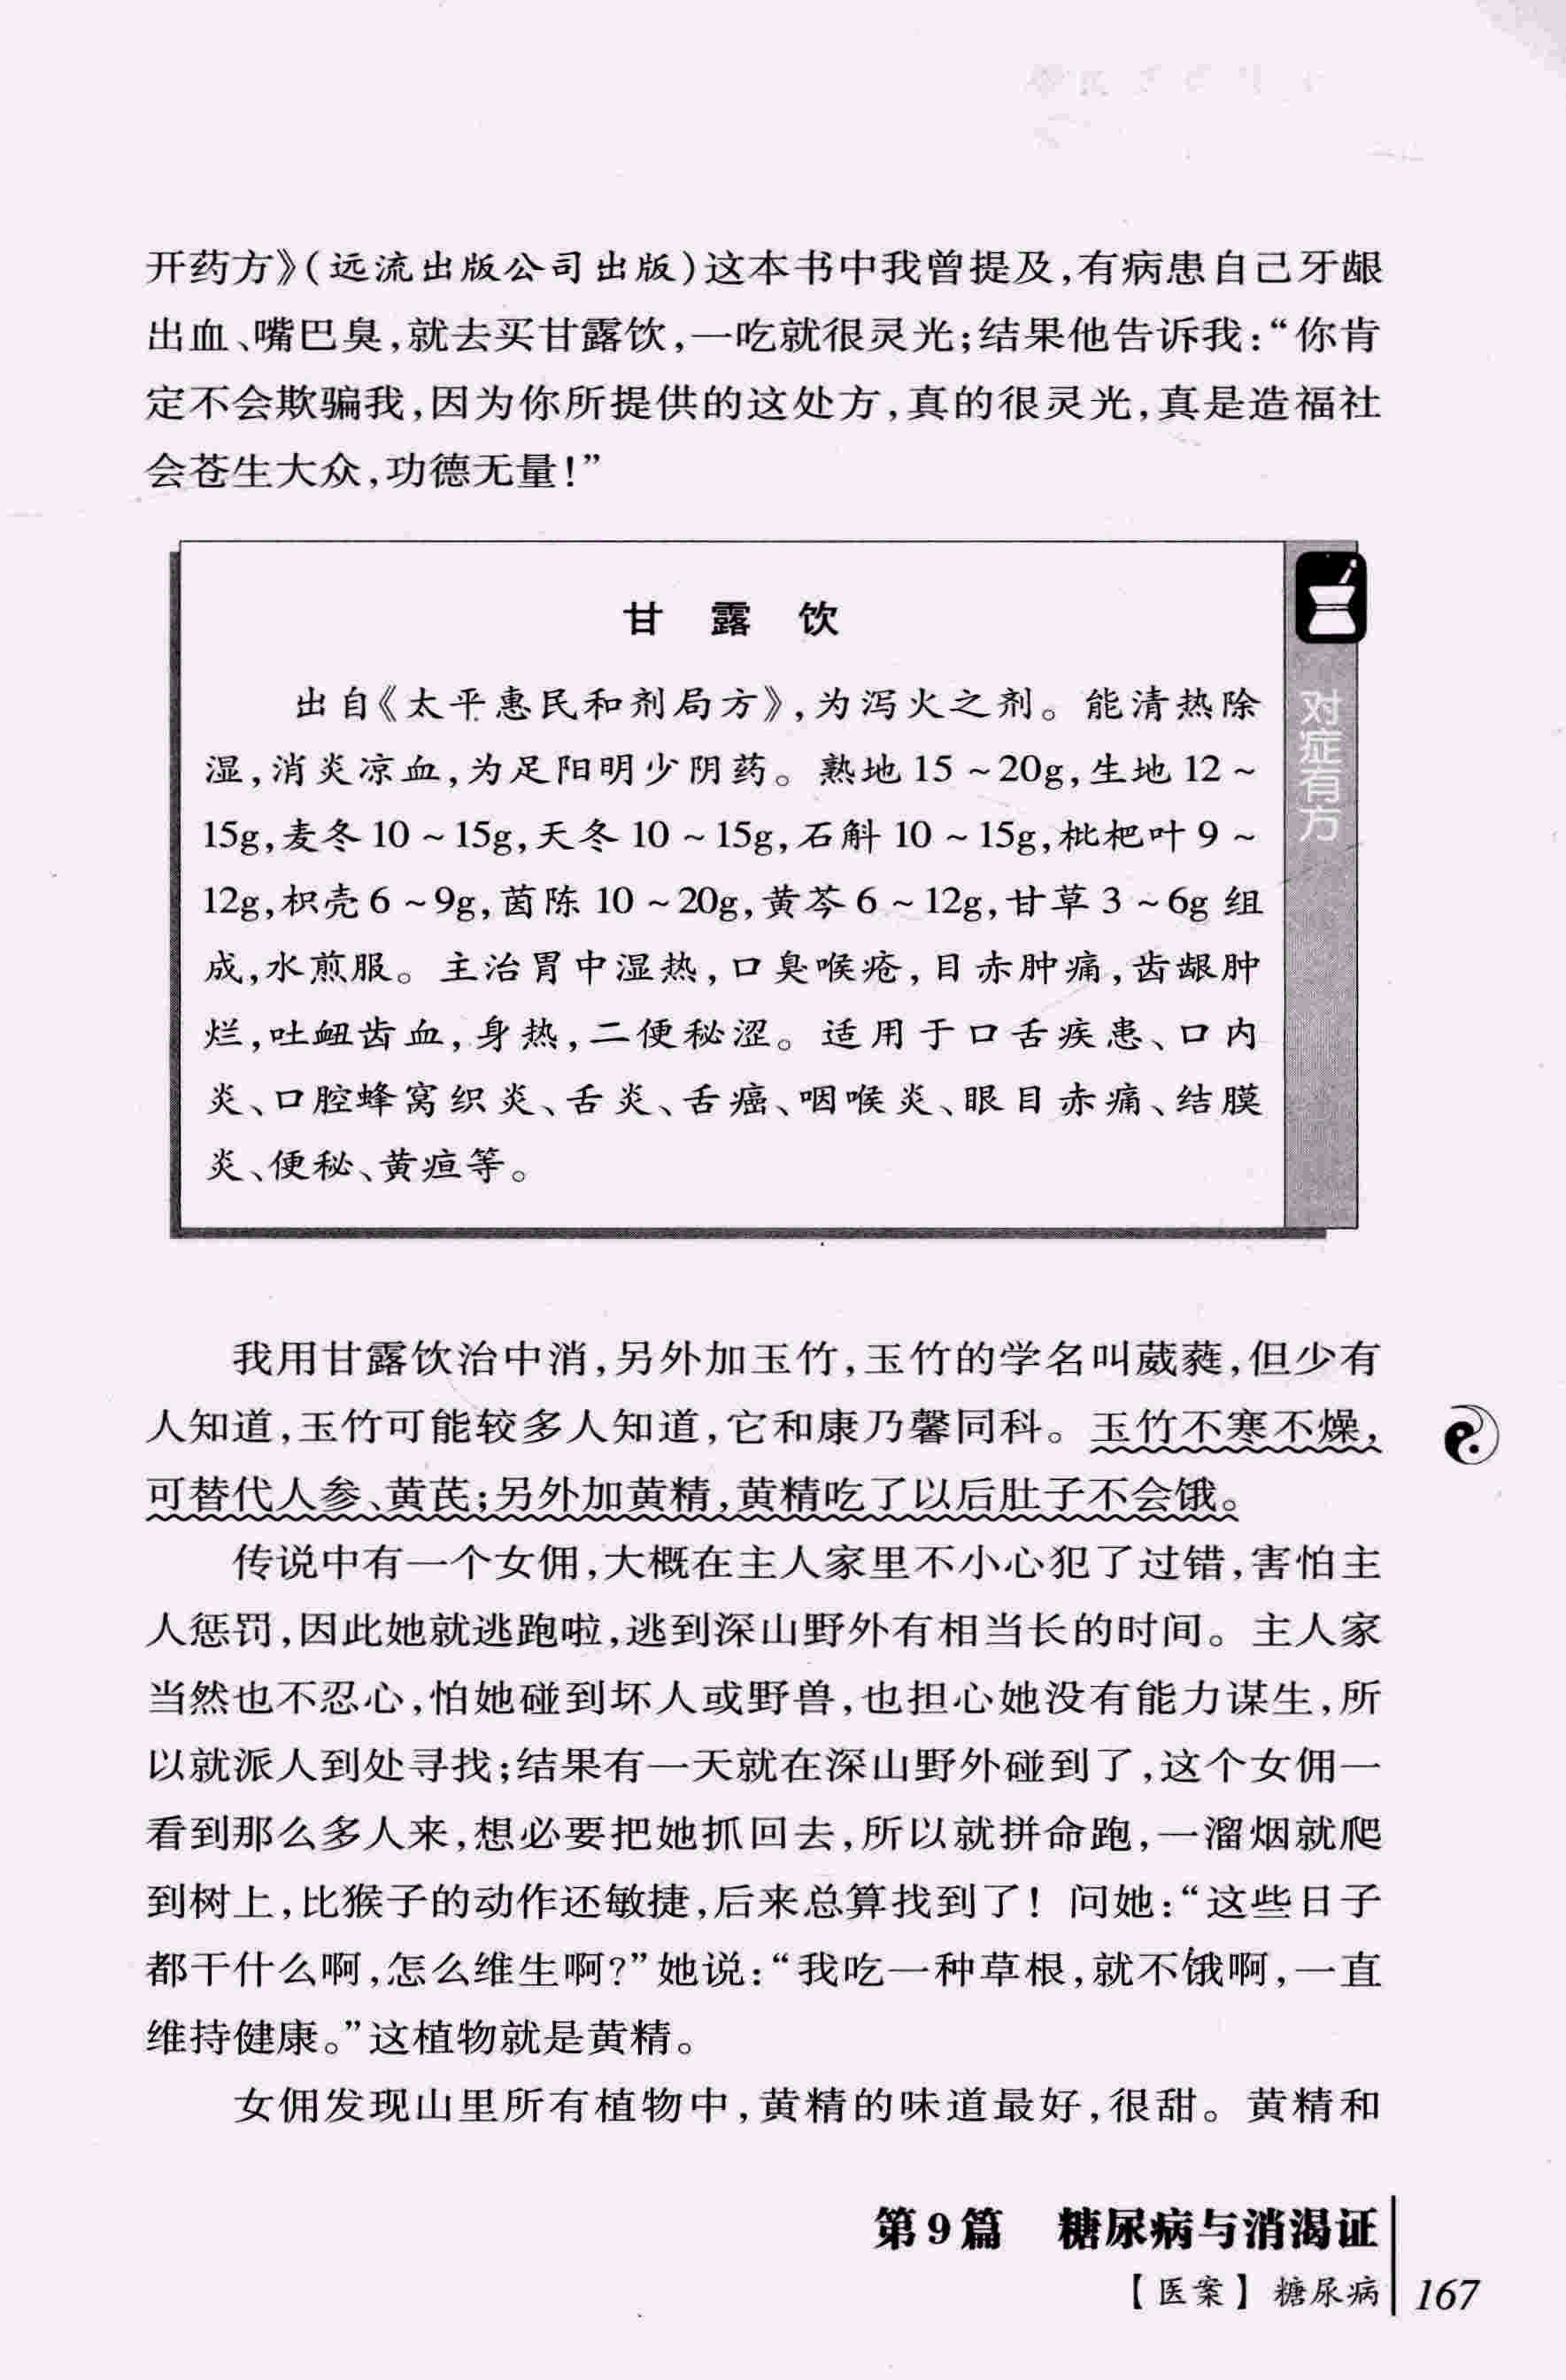 开药方》(远流出版公司出版)这本书中我曾提及,有病患自己牙龈
出血、嘴巴臭,就去买甘露饮,一吃就很灵光;结果他告诉我:“你肯
定不会欺骗我,因为你所提供的这处方,真的很灵光,真是造福社
会苍生大众,功德无量!”
甘露饮
出自《太平惠民和剂局方》,为泻火之剂。能清热除
湿,消炎凉血,为足阳明少阴药。熟地15~20g,生地12~
15g,麦冬10~15g,天冬10~15g,石斛10~15g,枇杷叶9~
12g,枳壳6~9g,茵陈10~20g,黄芩6~12g,甘草3~6g组
成,水煎服。主治胃中湿热,口臭喉疮,目赤肿痛,齿龈肿
烂,吐衄齿血,身热,二便秘涩。适用于口舌疾患、口内
炎、口腔蜂窝织炎、舌炎、舌癌、咽喉炎、眼目赤痛、结膜
炎、便秘、黄疸等。
对症有方
我用甘露饮治中消,另外加玉竹,玉竹的学名叫葳蕤,但少有
人知道,玉竹可能较多人知道,它和康乃馨同科。玉竹不寒不燥,
可替代人参、黄芪;另外加黄精,黄精吃了以后肚子不会饿。
传说中有一个女佣,大概在主人家里不小心犯了过错,害怕主
人惩罚,因此她就逃跑啦,逃到深山野外有相当长的时间。主人家
当然也不忍心,怕她碰到坏人或野兽,也担心她没有能力谋生,所
以就派人到处寻找;结果有一天就在深山野外碰到了,这个女佣一
看到那么多人来,想必要把她抓回去,所以就拼命跑,一溜烟就爬
到树上,比猴子的动作还敏捷,后来总算找到了!问她:“这些日子
都干什么啊,怎么维生啊?”她说:“我吃一种草根,就不饿啊,一直
维持健康。”这植物就是黄精。
女佣发现山里所有植物中,黄精的味道最好,很甜。黄精和
第9篇 糖尿病与消渴证
【医案】糖尿病 167